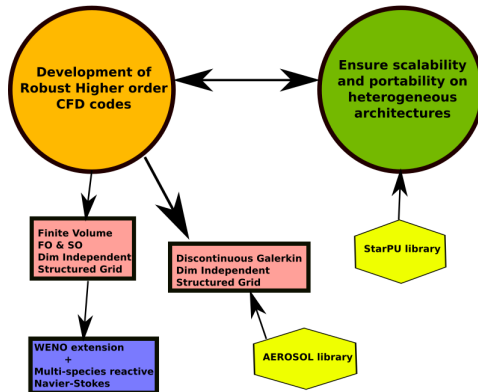 Development of
Robust Higher order
CFD codes
Ensure scalability
and portability on
heterogeneous
architectures
Finite Volume
FO & SO
Dim Independent
Structured Grid
Discontinuous Galerkin
Dim Independent
Structured Grid
StarPU library
WENO extension
+
Multi-species reactive
Navier-Stokes
AEROSOL library